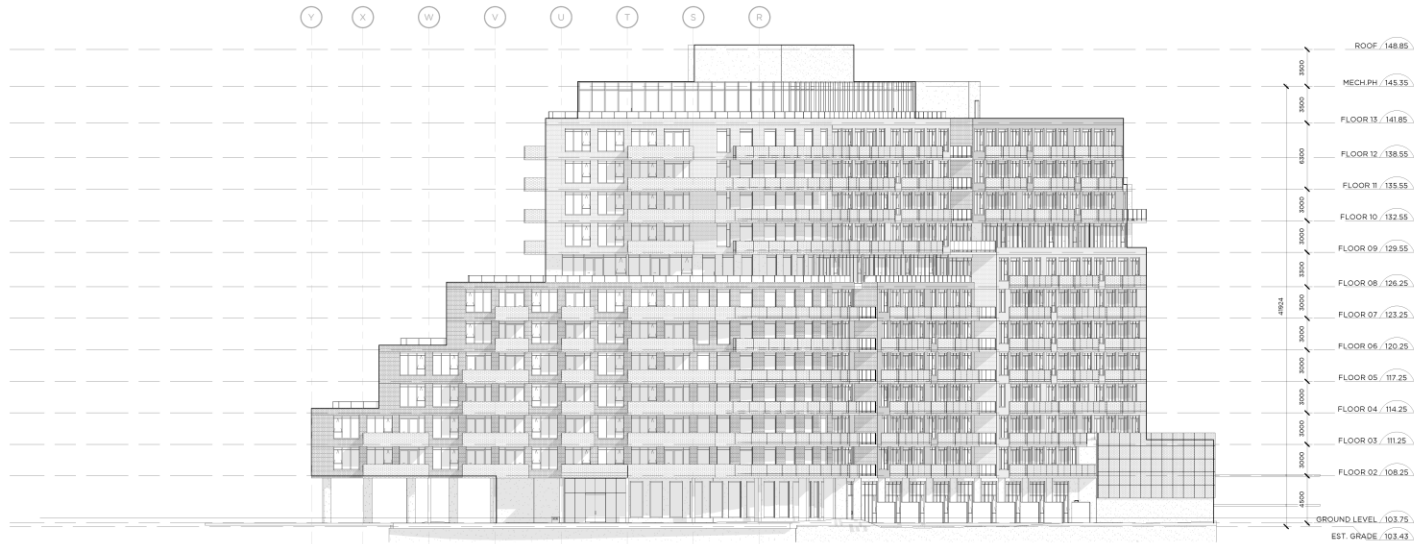 Y X W V U T S R
ROOF 148.85
3500
MECH.PH 145.35
3500
FLOOR 13 141.85
6300
FLOOR 12 138.55
FLOOR 11 135.55
3000
FLOOR 10 132.55
3000
FLOOR 09 129.55
3300
FLOOR 08 126.25
41924
3000
FLOOR 07 123.25
3000
FLOOR 06 120.25
3000
FLOOR 05 117.25
3000
FLOOR 04 114.25
3000
FLOOR 03 111.25
3000
FLOOR 02 108.25
4500
GROUND LEVEL 103.75
EST. GRADE 103.43